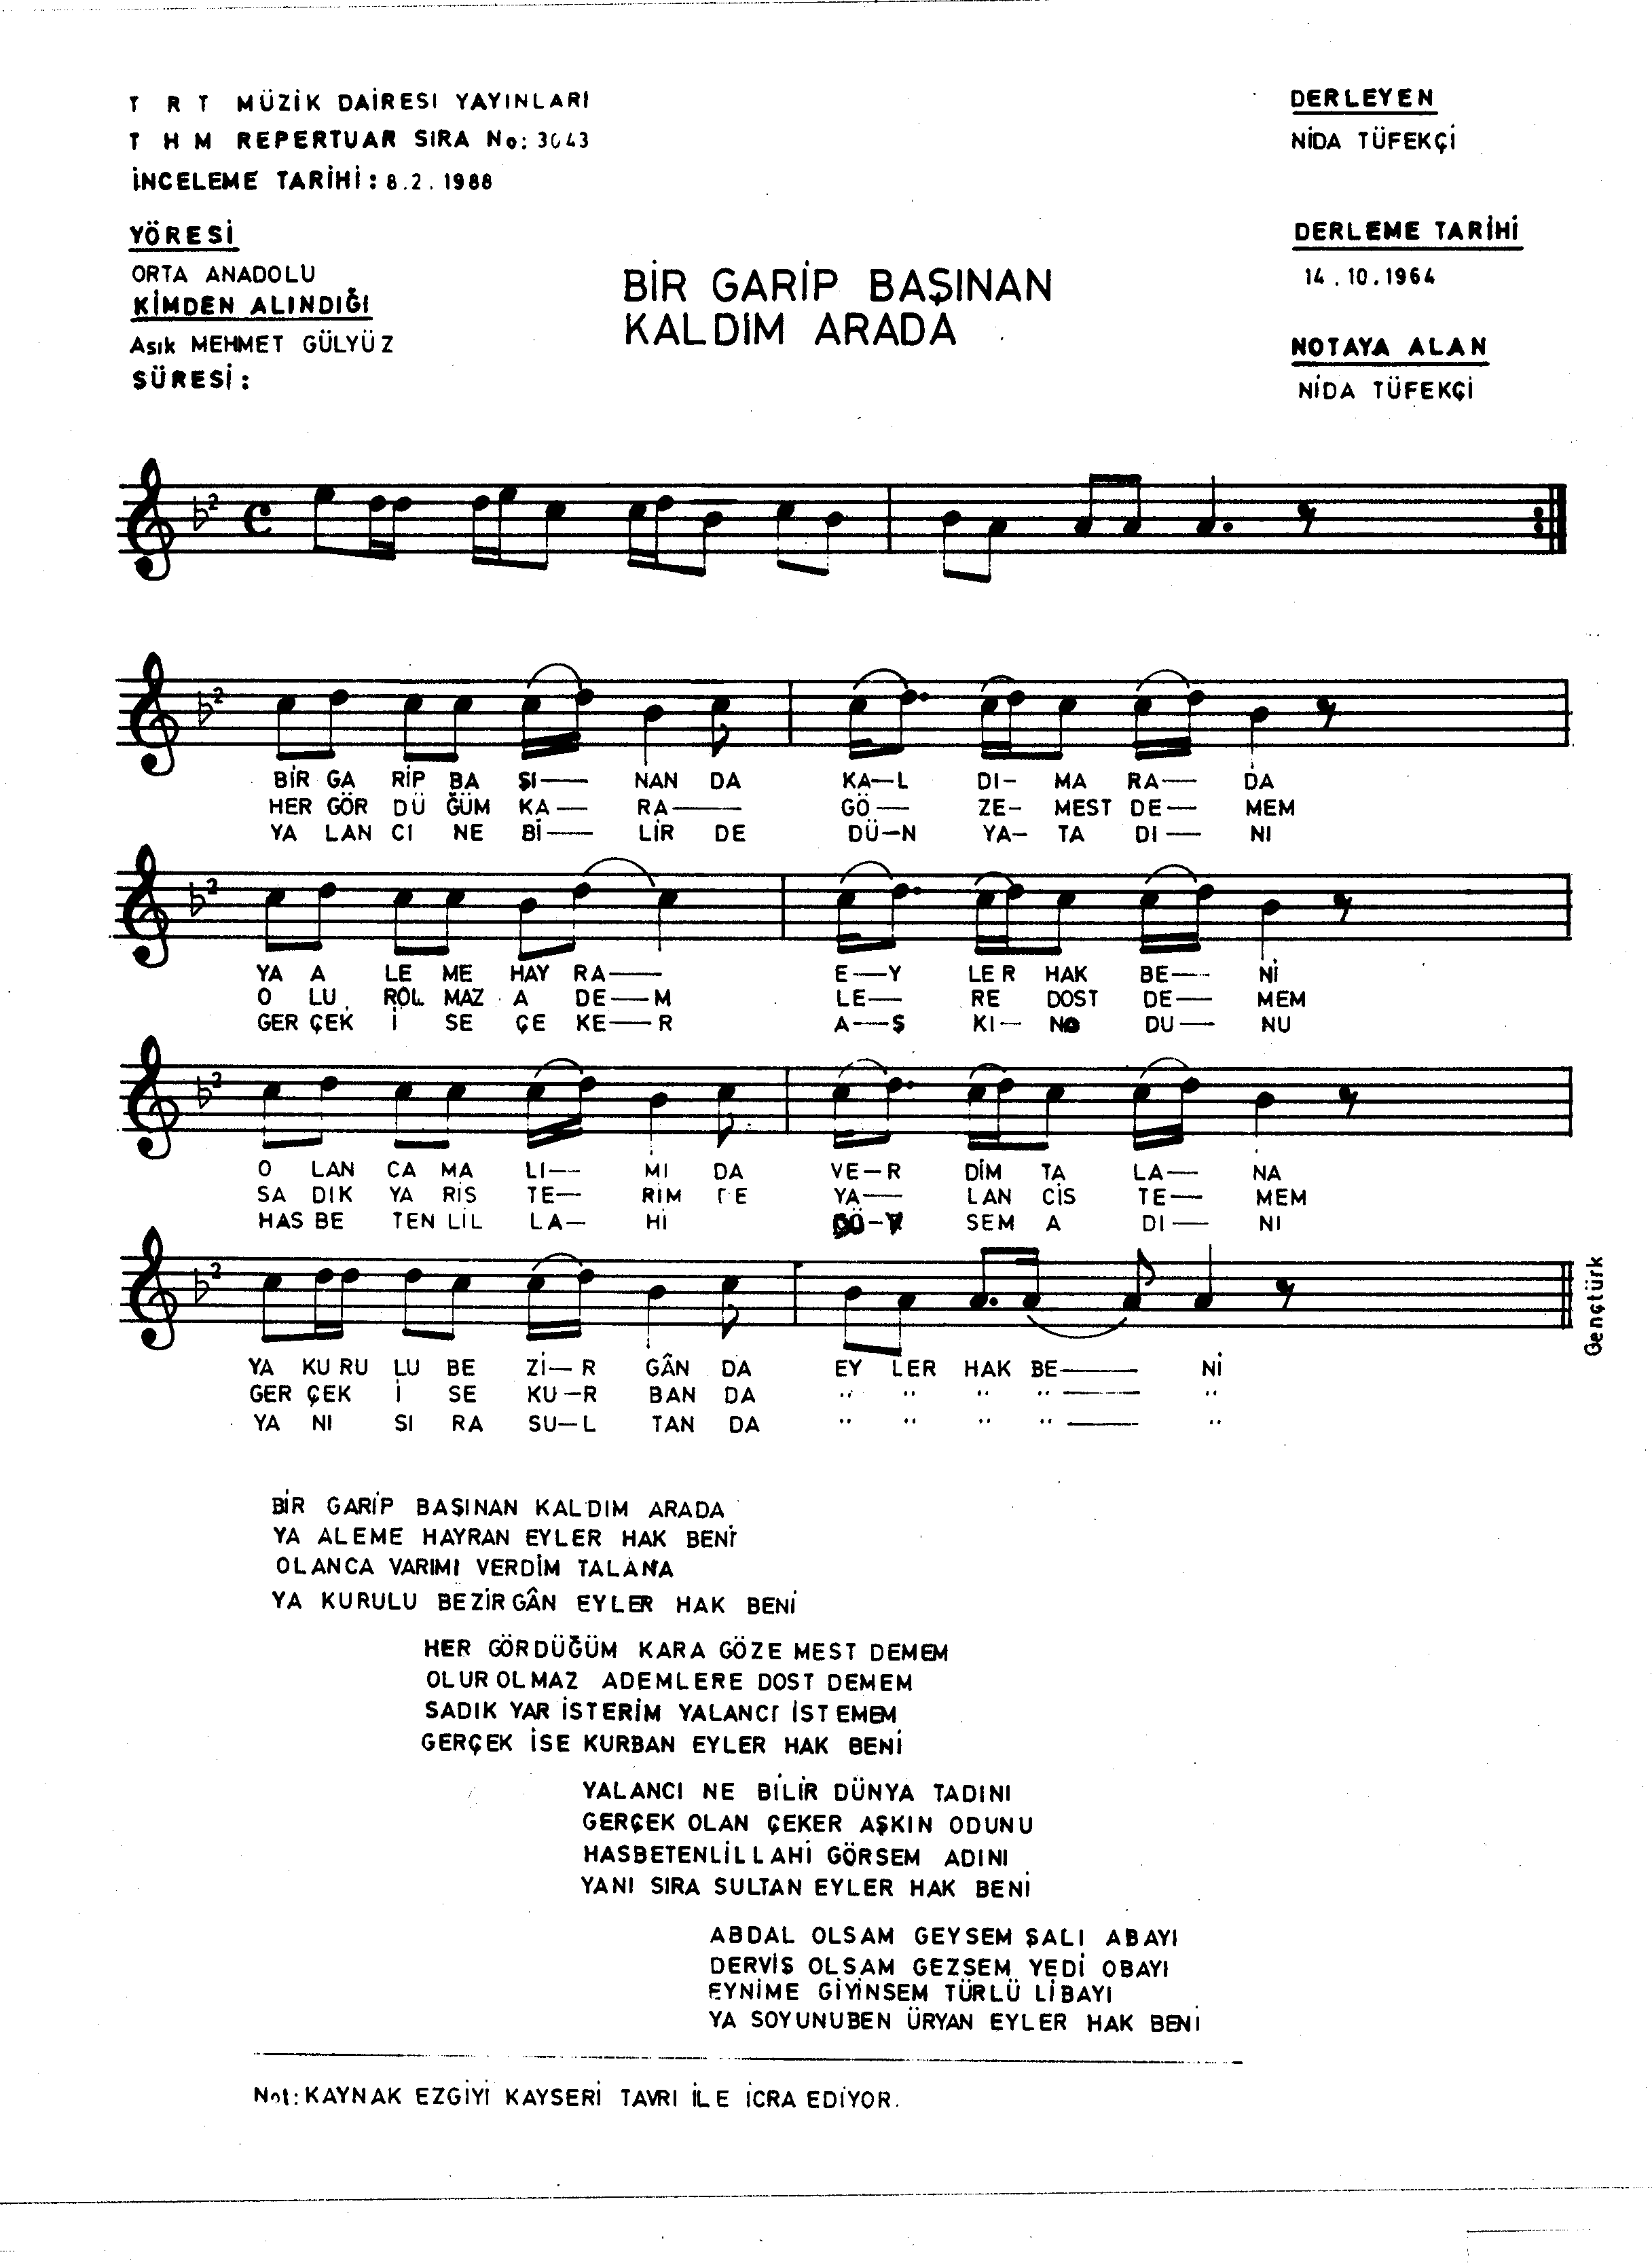 T R T MÜZİK DAİRESI YAYINLARI
T H M REPERTUAR SIRA No: 3043
İNCELEME TARİHİ: 8.2.1988
DERLEYEN
NİDA TÜFEKÇİ
YÖRESİ
ORTA ANADOLU
KİMDEN ALINDIĞI
Asık MEHMET GÜLYÜZ
SÜRESİ:
BİR GARİP BAŞINAN
KALDIM ARADA
DERLEME TARİHİ
14.10.1964
NOTAYA ALAN
NİDA TÜFEKÇİ
BİR GA RİP BA ŞI— NAN DA KA—L DI– MA RA— DA
HER GÖR DÜ ĞÜM KA— RA— GÖ— ZE– MEST DE— MEM
YA LAN CI NE Bİ— LİR DE DÜ—N YA– TA DI— NI
YA A LE ME HAY RA— E—Y LER HAK BE— Nİ
O LU ROL MAZ A DE—M LE— RE DOST DE— MEM
GER ÇEK İ SE ÇE KE—R A—Ş KI— NO DU— NU
O LAN CA MA LI— MI DA VE—R DİM TA LA— NA
SA DIK YA RİS TE— RİM DE YA— LAN CİS TE— MEM
HAS BE TEN LİL LA— Hİ SEM A DI— NI
YA KU RU LU BE Zİ—R GÂN DA EY LER HAK BE— Nİ
GER ÇEK İ SE KU—R BAN DA " " " " — "
YA NI SI RA SU—L TAN DA " " " " — "
Gençtürk
BİR GARİP BAŞINAN KALDIM ARADA
YA ALEME HAYRAN EYLER HAK BENİ
OLANCA VARIMI VERDİM TALANA
YA KURULU BEZİRGÂN EYLER HAK BENİ
HER GÖRDÜĞÜM KARA GÖZE MEST DEMEM
OLUR OLMAZ ADEMLERE DOST DEMEM
SADIK YAR İSTERİM YALANCI İSTEMEM
GERÇEK İSE KURBAN EYLER HAK BENİ
YALANCI NE BİLİR DÜNYA TADINI
GERÇEK OLAN ÇEKER AŞKIN ODUNU
HASBETENLİLLAHİ GÖRSEM ADINI
YANI SIRA SULTAN EYLER HAK BENİ
ABDAL OLSAM GEYSEM ŞALI ABAYI
DERVİŞ OLSAM GEZSEM YEDİ OBAYI
EYNİME GİYİNSEM TÜRLÜ LİBAYI
YA SOYUNUBEN ÜRYAN EYLER HAK BENİ
Not: KAYNAK EZGİYİ KAYSERİ TAVRI İLE İCRA EDİYOR.